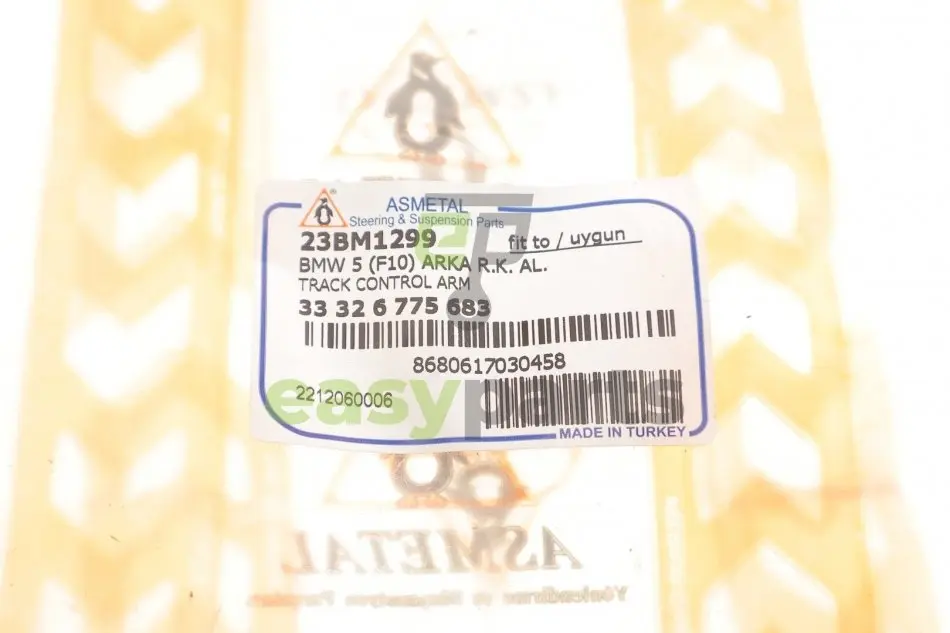 ASMETAL
Steering & Suspension Parts
23BM1299 fit to / uygun
BMW 5 (F10) ARKA R.K. AL.
TRACK CONTROL ARM
33 32 6 775 683
8680617030458
2212060006
easyparts
MADE IN TURKEY
ASMETAL